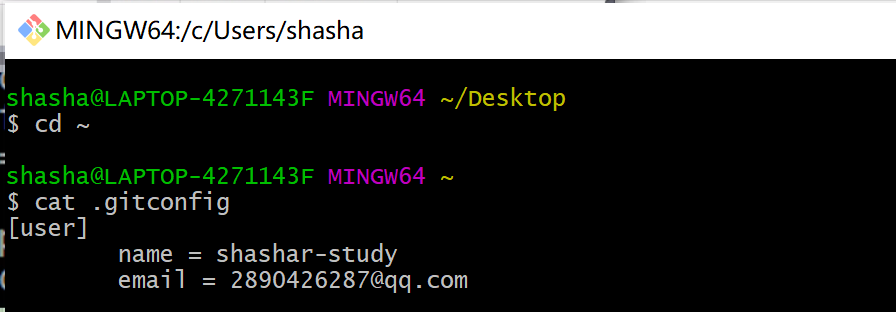 MINGW64:/c/Users/shasha
shasha@LAPTOP-4271143F MINGW64 ~/Desktop
$ cd ~
shasha@LAPTOP-4271143F MINGW64 ~
$ cat .gitconfig
[user]
        name = shashar-study
        email = 2890426287@qq.com